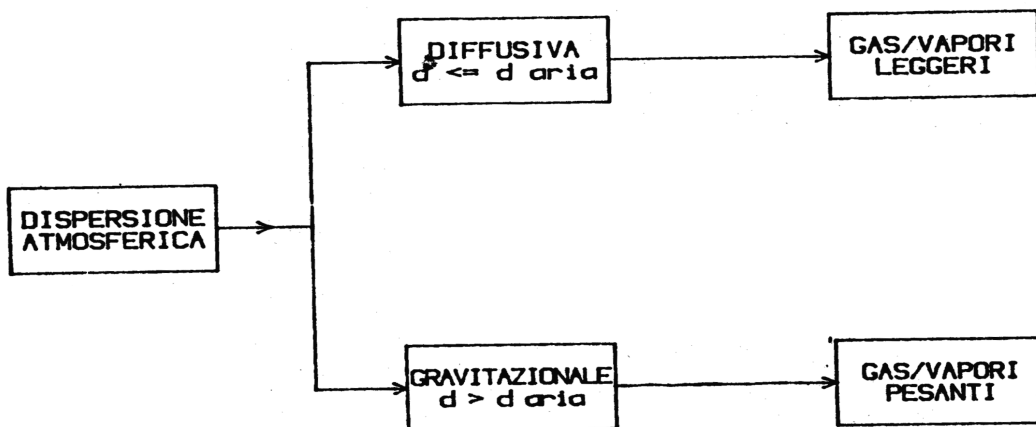 DISPERSIONE
ATMOSFERICA
DIFFUSIVA
d <= d aria
GAS/VAPORI
LEGGERI
GRAVITAZIONALE
d > d aria
GAS/VAPORI
PESANTI